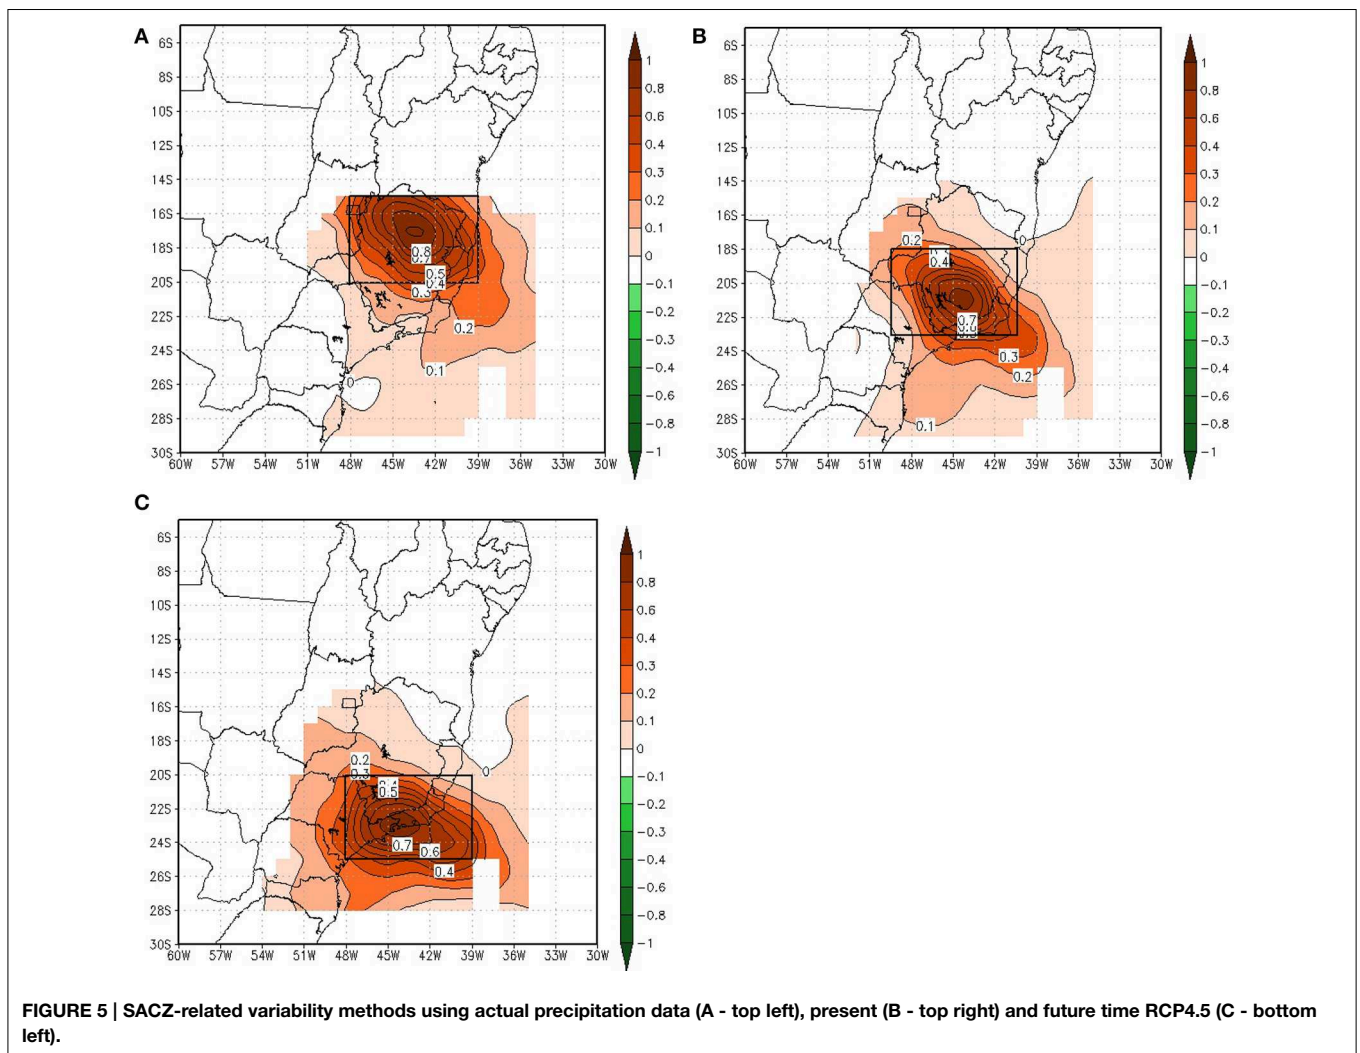 A
6S
8S
10S
12S
14S
16S
18S
20S
22S
24S
26S
28S
30S
60W 57W 54W 51W 48W 45W 42W 39W 36W 33W 30W
0.8
0.5
0.4
0.3
0.2
0.1
0
1
0.8
0.6
0.4
0.3
0.2
0.1
0
−0.1
−0.2
−0.3
−0.4
−0.6
−0.8
−1
B
6S
8S
10S
12S
14S
16S
18S
20S
22S
24S
26S
28S
30S
60W 57W 54W 51W 48W 45W 42W 39W 36W 33W 30W
0.2
0
0.4
0.7
0.3
0.2
0.1
1
0.8
0.6
0.4
0.3
0.2
0.1
0
−0.1
−0.2
−0.3
−0.4
−0.6
−0.8
−1
C
6S
8S
10S
12S
14S
16S
18S
20S
22S
24S
26S
28S
30S
60W 57W 54W 51W 48W 45W 42W 39W 36W 33W 30W
0.2
0.3
0
0.5
0.7
0.6
0.4
1
0.8
0.6
0.4
0.3
0.2
0.1
0
−0.1
−0.2
−0.3
−0.4
−0.6
−0.8
−1
FIGURE 5 | SACZ-related variability methods using actual precipitation data (A - top left), present (B - top right) and future time RCP4.5 (C - bottom
left).